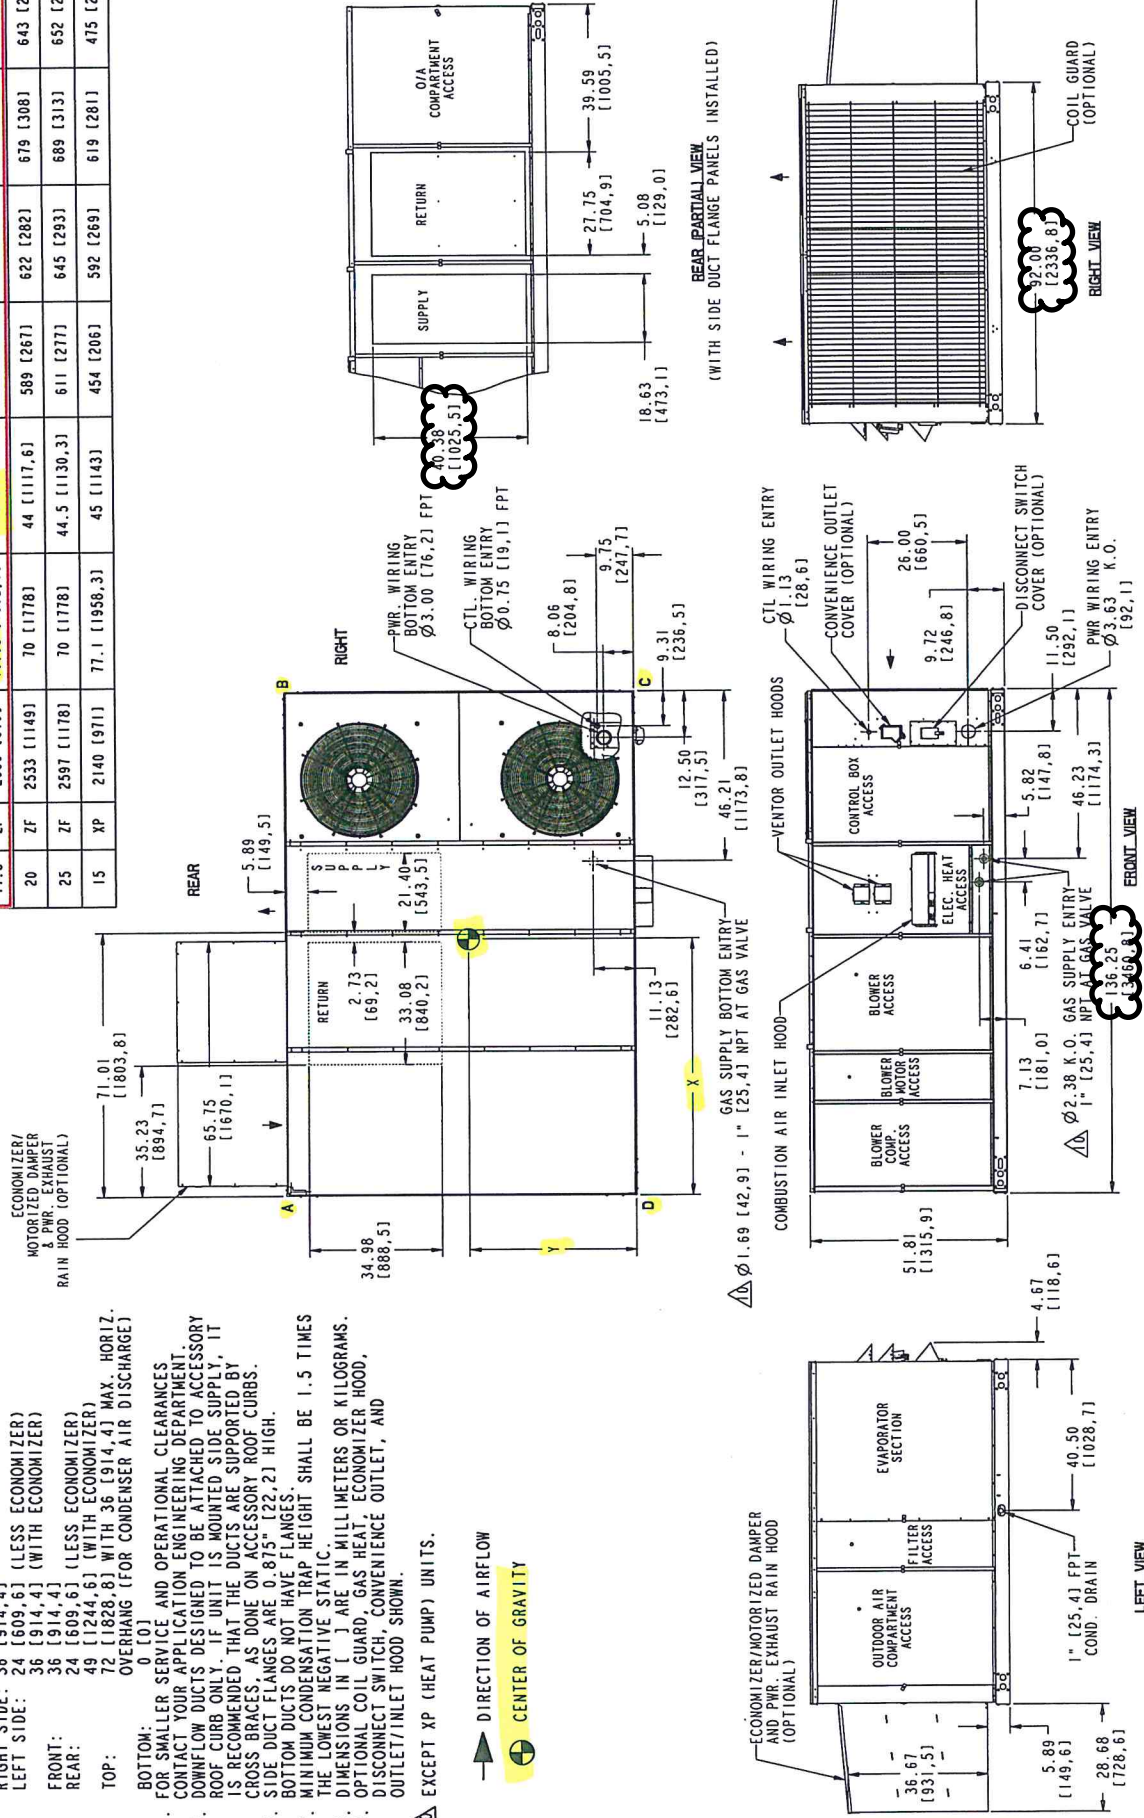 643
679 [308]
622 [282]
589 [267]
44 [1117,6]
70 [1778]
2533 [1149]
ZF
20
652
689 [313]
645 [293]
611 [277]
44.5 [1130,3]
70 [1778]
2597 [1178]
ZF
25
475
619 [281]
592 [269]
454 [206]
45 [1143]
77.1 [1958,3]
2140 [971]
XP
15
LEFT SIDE: 24 [609,6] (LESS ECONOMIZER)
36 [914,4] (WITH ECONOMIZER)
FRONT: 36 [914,4]
REAR: 24 [609,6] (LESS ECONOMIZER)
49 [1244,6] (WITH ECONOMIZER)
TOP: 72 [1828,8] WITH 36 [914,4] MAX. HORIZ.
OVERHANG (FOR CONDENSER AIR DISCHARGE)
BOTTOM: 0 [0]
FOR SMALLER SERVICE AND OPERATIONAL CLEARANCES
CONTACT YOUR APPLICATION ENGINEERING DEPARTMENT.
DOWNFLOW DUCTS DESIGNED TO BE ATTACHED TO ACCESSORY
ROOF CURB ONLY. IF UNIT IS MOUNTED SIDE SUPPLY, IT
IS RECOMMENDED THAT THE DUCTS ARE SUPPORTED BY
CROSS BRACES, AS DONE ON ACCESSORY ROOF CURBS.
SIDE DUCT FLANGES ARE 0.875" [22,2] HIGH.
BOTTOM DUCTS DO NOT HAVE FLANGES.
MINIMUM CONDENSATION TRAP HEIGHT SHALL BE 1.5 TIMES
THE LOWEST NEGATIVE STATIC.
DIMENSIONS IN [ ] ARE IN MILLIMETERS OR KILOGRAMS.
OPTIONAL COIL GUARD, GAS HEAT, ECONOMIZER HOOD,
DISCONNECT SWITCH, CONVENIENCE OUTLET, AND
OUTLET/INLET HOOD SHOWN.
EXCEPT XP (HEAT PUMP) UNITS.
DIRECTION OF AIRFLOW
CENTER OF GRAVITY
ECONOMIZER/
MOTORIZED DAMPER
& PWR. EXHAUST
RAIN HOOD (OPTIONAL)
71.01
[1803,8]
35.23
[894,7]
65.75
[1670,1]
REAR
5.89
[149,5]
A
B
RIGHT
RETURN
SUPPLY
2.73
[69,2]
33.08
[840,2]
21.40
[543,5]
34.98
[888,5]
Y
D
C
X
11.13
[282,6]
PWR. WIRING
BOTTOM ENTRY
Ø3.00 [76,2] FPT
CTL. WIRING
BOTTOM ENTRY
Ø0.75 [19,1] FPT
8.06
[204,8]
9.75
[247,7]
9.31
[236,5]
12.50
[317,5]
46.21
[1173,8]
GAS SUPPLY BOTTOM ENTRY
10 Ø1.69 [42,9] - 1" [25,4] NPT AT GAS VALVE
SUPPLY
RETURN
O/A
COMPARTMENT
ACCESS
40.38
[1025,5]
39.59
[1005,5]
27.75
[704,9]
5.08
[129,0]
18.63
[473,1]
REAR (PARTIAL) VIEW
(WITH SIDE DUCT FLANGE PANELS INSTALLED)
COMBUSTION AIR INLET HOOD
VENTOR OUTLET HOODS
CTL WIRING ENTRY
Ø1.13
[28,6]
CONVENIENCE OUTLET
COVER (OPTIONAL)
26.00
[660,5]
9.72
[246,8]
DISCONNECT SWITCH
COVER (OPTIONAL)
11.50
[292,1]
PWR WIRING ENTRY
Ø3.63 K.O.
[92,1]
BLOWER
COMP.
ACCESS
BLOWER
MOTOR
ACCESS
BLOWER
ACCESS
ELEC. HEAT
ACCESS
CONTROL BOX
ACCESS
51.81
[1315,9]
7.13
[181,0]
6.41
[162,7]
5.82
[147,8]
46.23
[1174,3]
10 Ø2.38 K.O. GAS SUPPLY ENTRY
1" [25,4] NPT AT GAS VALVE
136.25
[3460,8]
FRONT VIEW
92.00
[2336,8]
COIL GUARD
(OPTIONAL)
RIGHT VIEW
ECONOMIZER/MOTORIZED DAMPER
AND PWR. EXHAUST RAIN HOOD
(OPTIONAL)
OUTDOOR AIR
COMPARTMENT
ACCESS
FILTER
ACCESS
EVAPORATOR
SECTION
4.67
[118,6]
40.50
[1028,7]
1" [25,4] FPT
COND. DRAIN
36.67
[931,5]
5.89
[149,6]
28.68
[728,6]
LEFT VIEW